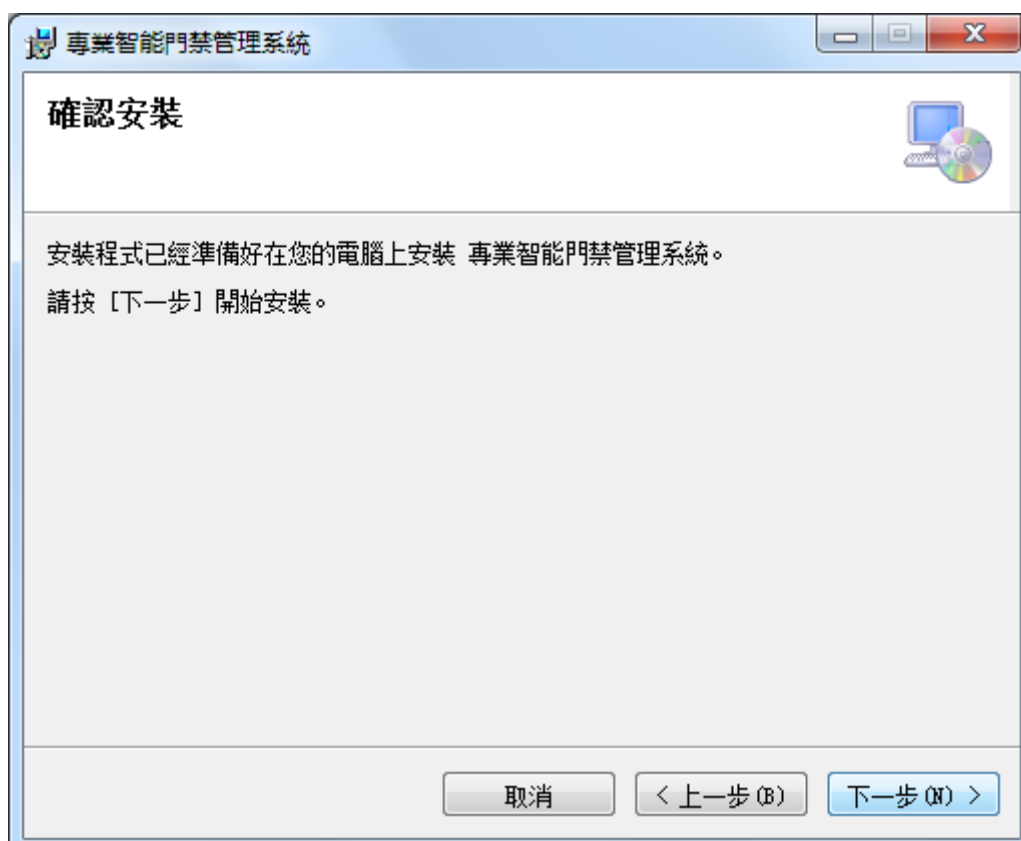 專業智能門禁管理系統
確認安裝
安裝程式已經準備好在您的電腦上安裝 專業智能門禁管理系統。
請按 [下一步] 開始安裝。
取消
< 上一步(B)
下一步(N) >